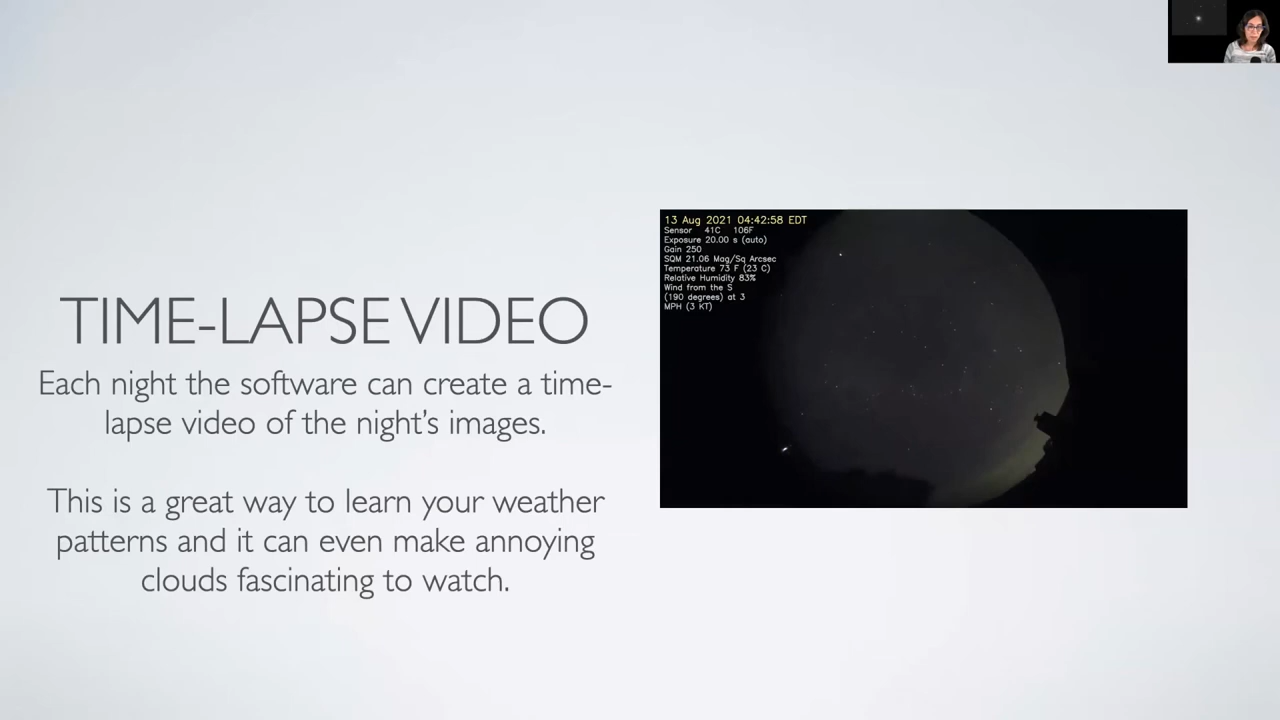 TIME-LAPSE VIDEO
Each night the software can create a time-
lapse video of the night’s images.
This is a great way to learn your weather
patterns and it can even make annoying
clouds fascinating to watch.
13 Aug 2021 04:42:58 EDT
Sensor 41C 106F
Exposure 20.00 s (auto)
Gain 250
SQM 21.06 Mag/Sq Arcsec
Temperature 73 F (23 C)
Relative Humidity 83%
Wind from the S
(190 degrees) at 3
MPH (3 KT)